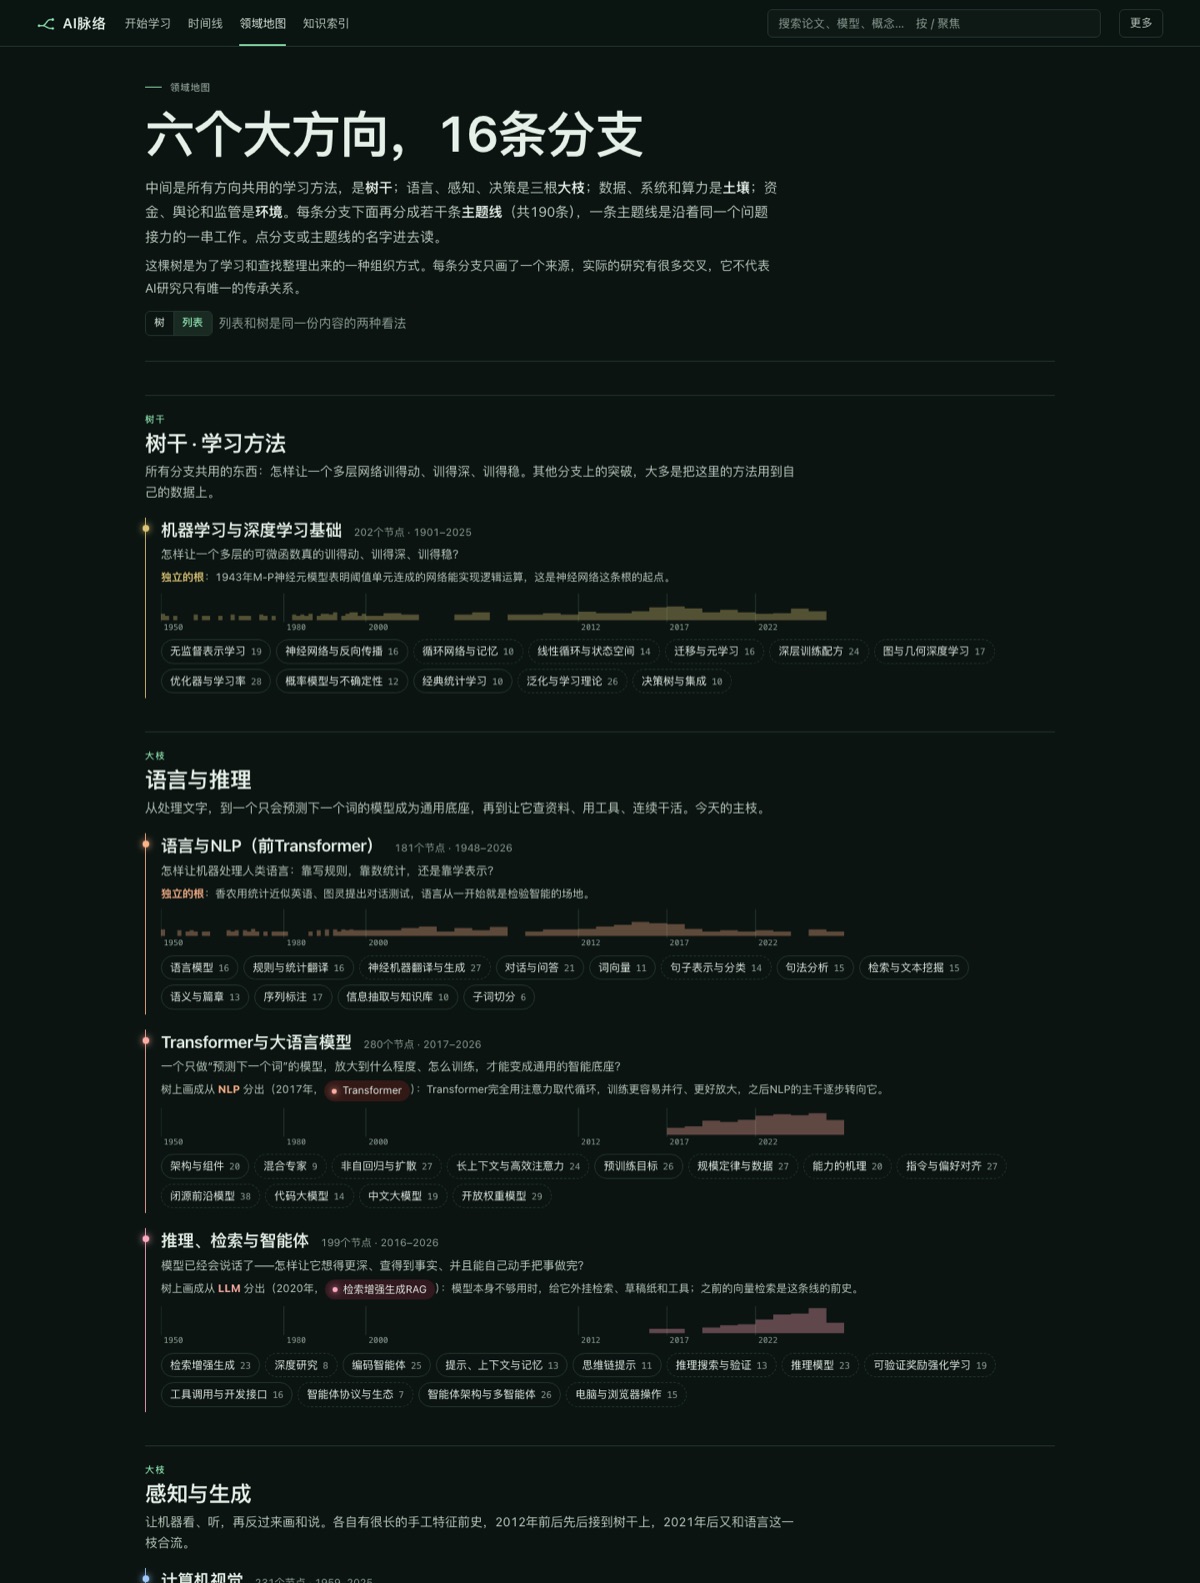 AI脉络 开始学习 时间线 领域地图 知识索引 搜索论文、模型、概念… 按 / 聚焦 更多
领域地图
六个大方向，16条分支
中间是所有方向共用的学习方法，是树干；语言、感知、决策是三根大枝；数据、系统和算力是土壤；资
金、舆论和监管是环境。每条分支下面再分成若干条主题线（共190条），一条主题线是沿着同一个问题
接力的一串工作。点分支或主题线的名字进去读。
这棵树是为了学习和查找整理出来的一种组织方式。每条分支只画了一个来源，实际的研究有很多交叉，它不代表
AI研究只有唯一的传承关系。
树 列表 列表和树是同一份内容的两种看法
树干
树干 · 学习方法
所有分支共用的东西：怎样让一个多层网络训得动、训得深、训得稳。其他分支上的突破，大多是把这里的方法用到自
己的数据上。
机器学习与深度学习基础 202个节点 · 1901–2025
怎样让一个多层的可微函数真的训得动、训得深、训得稳？
独立的根：1943年M-P神经元模型表明阈值单元连成的网络能实现逻辑运算，这是神经网络这条根的起点。
1950 1980 2000 2012 2017 2022
无监督表示学习 19 神经网络与反向传播 16 循环网络与记忆 10 线性循环与状态空间 14 迁移与元学习 16 深层训练配方 24 图与几何深度学习 17
优化器与学习率 28 概率模型与不确定性 12 经典统计学习 10 泛化与学习理论 26 决策树与集成 10
大枝
语言与推理
从处理文字，到一个只会预测下一个词的模型成为通用底座，再到让它查资料、用工具、连续干活。今天的主枝。
语言与NLP（前Transformer） 181个节点 · 1948–2026
怎样让机器处理人类语言：靠写规则，靠数统计，还是靠学表示？
独立的根：香农用统计近似英语、图灵提出对话测试，语言从一开始就是检验智能的场地。
1950 1980 2000 2012 2017 2022
语言模型 16 规则与统计翻译 16 神经机器翻译与生成 27 对话与问答 21 词向量 11 句子表示与分类 14 句法分析 15 检索与文本挖掘 15
语义与篇章 13 序列标注 17 信息抽取与知识库 10 子词切分 6
Transformer与大语言模型 280个节点 · 2017–2026
一个只做“预测下一个词”的模型，放大到什么程度、怎么训练，才能变成通用的智能底座？
树上画成从 NLP 分出（2017年， Transformer ）：Transformer完全用注意力取代循环，训练更容易并行、更好放大，之后NLP的主干逐步转向它。
1950 1980 2000 2012 2017 2022
架构与组件 20 混合专家 9 非自回归与扩散 27 长上下文与高效注意力 24 预训练目标 26 规模定律与数据 27 能力的机理 20 指令与偏好对齐 27
闭源前沿模型 38 代码大模型 14 中文大模型 19 开放权重模型 29
推理、检索与智能体 199个节点 · 2016–2026
模型已经会说话了——怎样让它想得更深、查得到事实、并且能自己动手把事做完？
树上画成从 LLM 分出（2020年， 检索增强生成RAG ）：模型本身不够用时，给它外挂检索、草稿纸和工具；之前的向量检索是这条线的前史。
1950 1980 2000 2012 2017 2022
检索增强生成 23 深度研究 8 编码智能体 25 提示、上下文与记忆 13 思维链提示 11 推理搜索与验证 13 推理模型 23 可验证奖励强化学习 19
工具调用与开发接口 16 智能体协议与生态 7 智能体架构与多智能体 26 电脑与浏览器操作 15
大枝
感知与生成
让机器看、听，再反过来画和说。各自有很长的手工特征前史，2012年前后先后接到树干上，2021年后又和语言这一
枝合流。
计算机视觉 231个节点 · 1959–2025